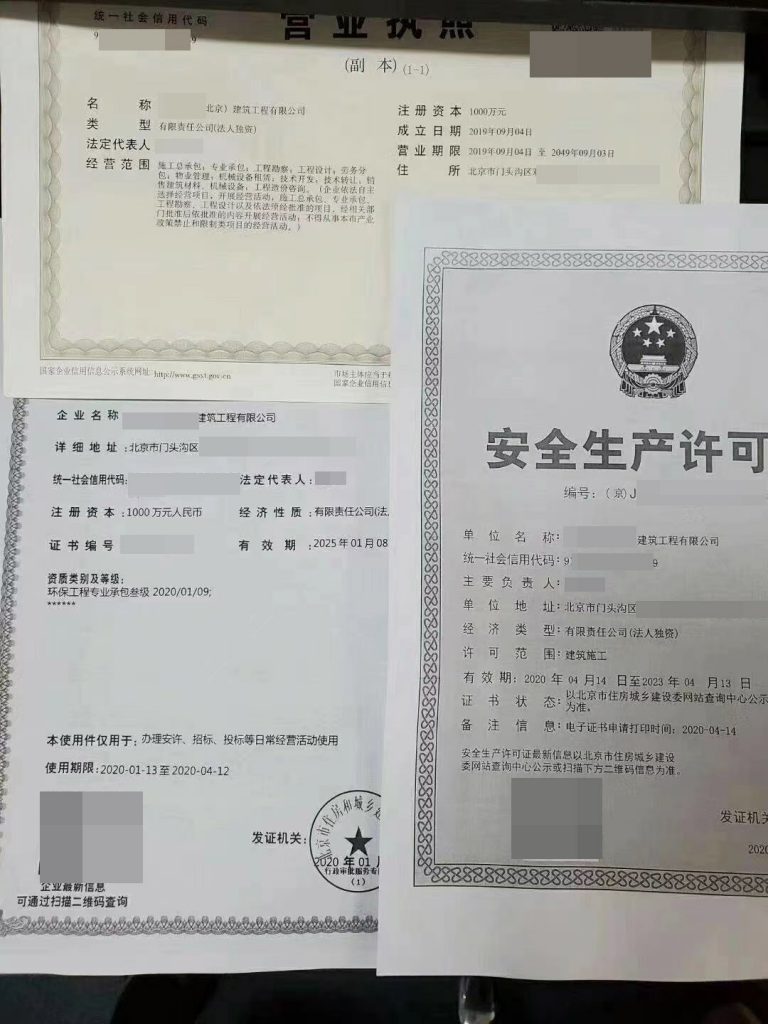 统一社会信用代码
9 9
营业执照
(副 本) (1-1)
名 称 北京）建筑工程有限公司
类 型 有限责任公司(法人独资)
法定代表人
经营范围 施工总承包；专业承包；工程勘察；工程设计；劳务分
包；物业管理；机械设备租赁；技术开发、技术转让；销
售建筑材料、机械设备；工程造价咨询。（企业依法自主
选择经营项目，开展经营活动；施工总承包、专业承包、
工程勘察、工程设计以及依法须经批准的项目，经相关部
门批准后依批准的内容开展经营活动；不得从事本市产业
政策禁止和限制类项目的经营活动。）
注册资本 1000万元
成立日期 2019年09月04日
营业期限 2019年09月04日 至 2049年09月03日
住 所 北京市门头沟区
国家企业信用信息公示系统网址: http://www.gsxt.gov.cn
市场主体应当于
国家企业信用信
企业名称 建筑工程有限公司
详细地址:北京市门头沟区
统一社会信用代码: 法定代表人:
注册资本:1000万元人民币 经济性质:有限责任公司(法
证书编号 有效期:2025年01月08
资质类别及等级:
环保工程专业承包叁级 2020/01/09;
******
本使用件仅用于: 办理安许、招标、投标等日常经营活动使用
使用期限:2020-01-13 至 2020-04-12
发证机关:
北京市住房和城乡
2020 年 01 月
行政审批服务专
(1)
企业最新信息
可通过扫描二维码查询
安全生产许可
编号:（京）J
单位名称: 建筑工程有限公司
统一社会信用代码: 9 9
主要负责人:
单位地址: 北京市门头沟区
经济类型: 有限责任公司(法人独资)
许可范围: 建筑施工
有效期: 2020 年 04 月 14 日至 2023 年 04 月 13 日
证书状态: 以北京市住房城乡建设委网站查询中心公示
为准。
备注信息: 电子证书申请打印时间: 2020-04-14
安全生产许可证最新信息以北京市住房城乡建设
委网站查询中心公示或扫描下方二维码信息为准。
发证机关
2020